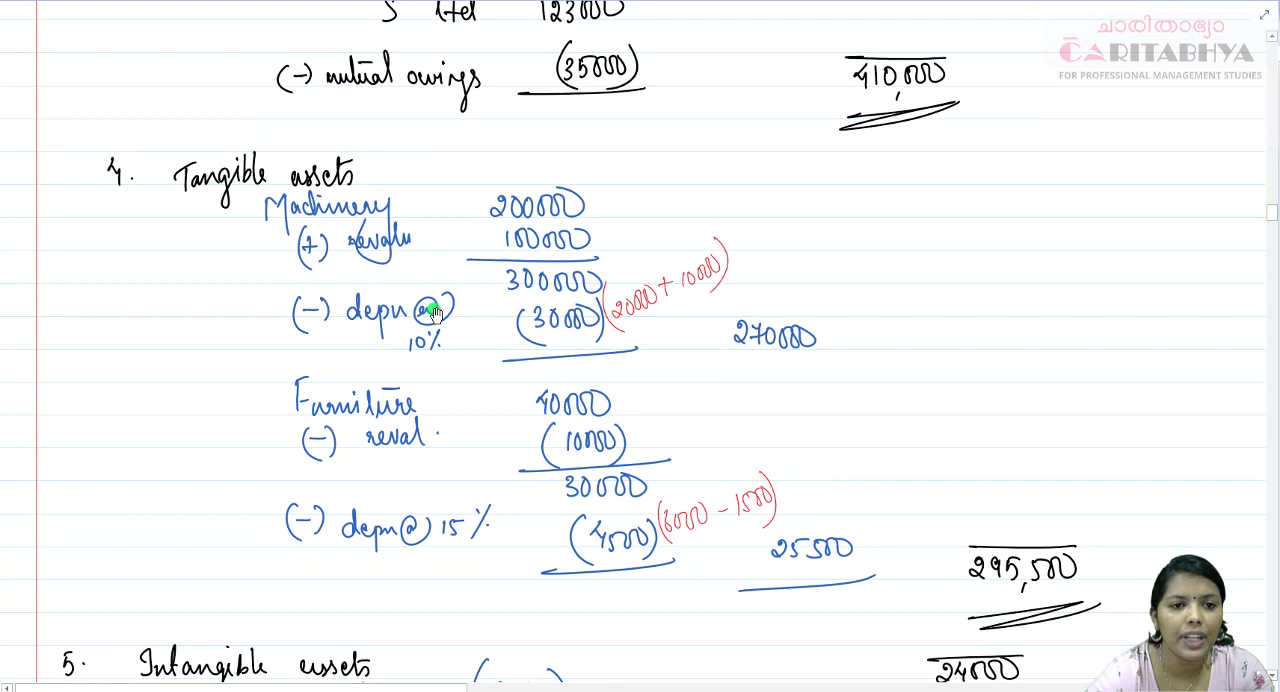 S Ltd 123000
ചാരിതാഭ്യാ
CARITABHYA
FOR PROFESSIONAL MANAGEMENT STUDIES
(-) mutual owings (35000) 410,000
4. Tangible assets
Machinery 200000
(+) revalu 100000
300000
(-) depn @ 10% (30000) (20000 + 10000) 270000
Furniture 40000
(-) reval. (10000)
30000
(-) depn @ 15% (4500) (6000 - 1500) 25500
295,500
5. Intangible assets 24000